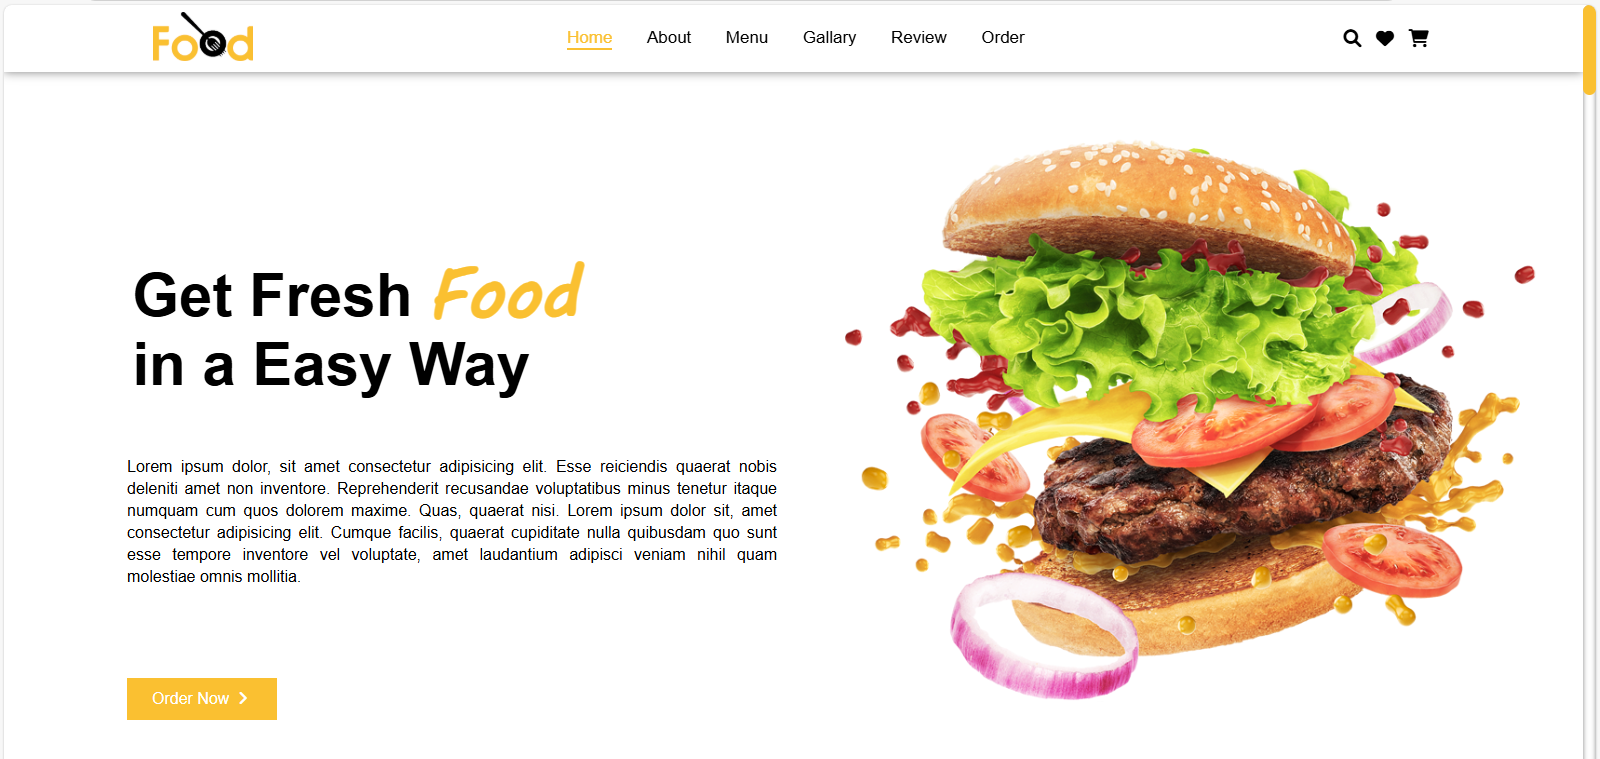 Food
Home About Menu Gallary Review Order
Get Fresh Food
in a Easy Way
Lorem ipsum dolor, sit amet consectetur adipisicing elit. Esse reiciendis quaerat nobis
deleniti amet non inventore. Reprehenderit recusandae voluptatibus minus tenetur itaque
numquam cum quos dolorem maxime. Quas, quaerat nisi. Lorem ipsum dolor sit, amet
consectetur adipisicing elit. Cumque facilis, quaerat cupiditate nulla quibusdam quo sunt
esse tempore inventore vel voluptate, amet laudantium adipisci veniam nihil quam
molestiae omnis mollitia.
Order Now